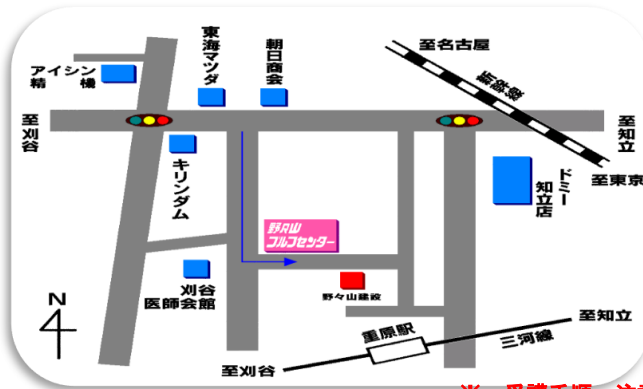 東海マツダ
朝日商会
至名古屋
新幹線
アイシン
精機
至刈谷
至知立
至東京
キリンダム
ドミー
知立店
野々山
ゴルフセンター
刈谷
医師会館
野々山建設
N
重原駅
三河線
至知立
至刈谷